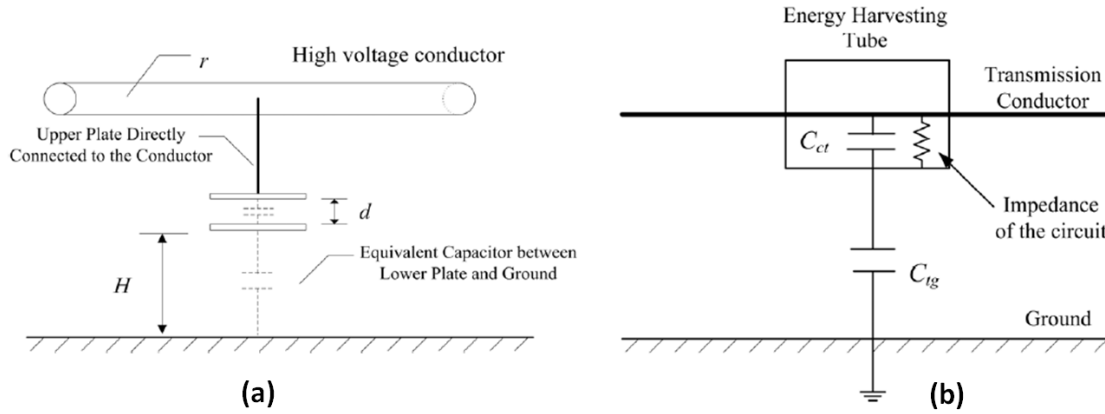 r
High voltage conductor
Upper Plate Directly
Connected to the Conductor
d
H
Equivalent Capacitor between
Lower Plate and Ground
(a)
Energy Harvesting
Tube
Transmission
Conductor
Cct
Impedance
of the circuit
Ctg
Ground
(b)